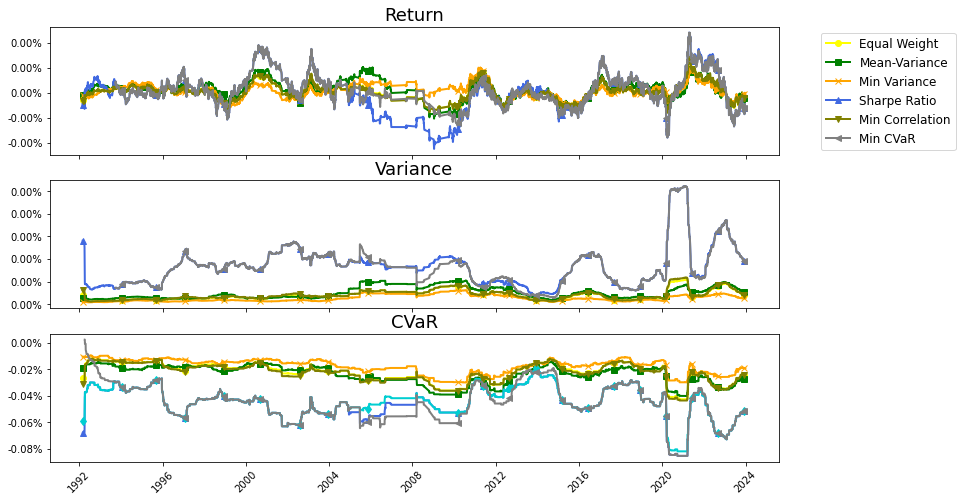 Return
0.00%
0.00%
0.00%
-0.00%
-0.00%
Equal Weight
Mean-Variance
Min Variance
Sharpe Ratio
Min Correlation
Min CVaR
Variance
0.00%
0.00%
0.00%
0.00%
0.00%
0.00%
CVaR
0.00%
-0.02%
-0.04%
-0.06%
-0.08%
1992
1996
2000
2004
2008
2012
2016
2020
2024